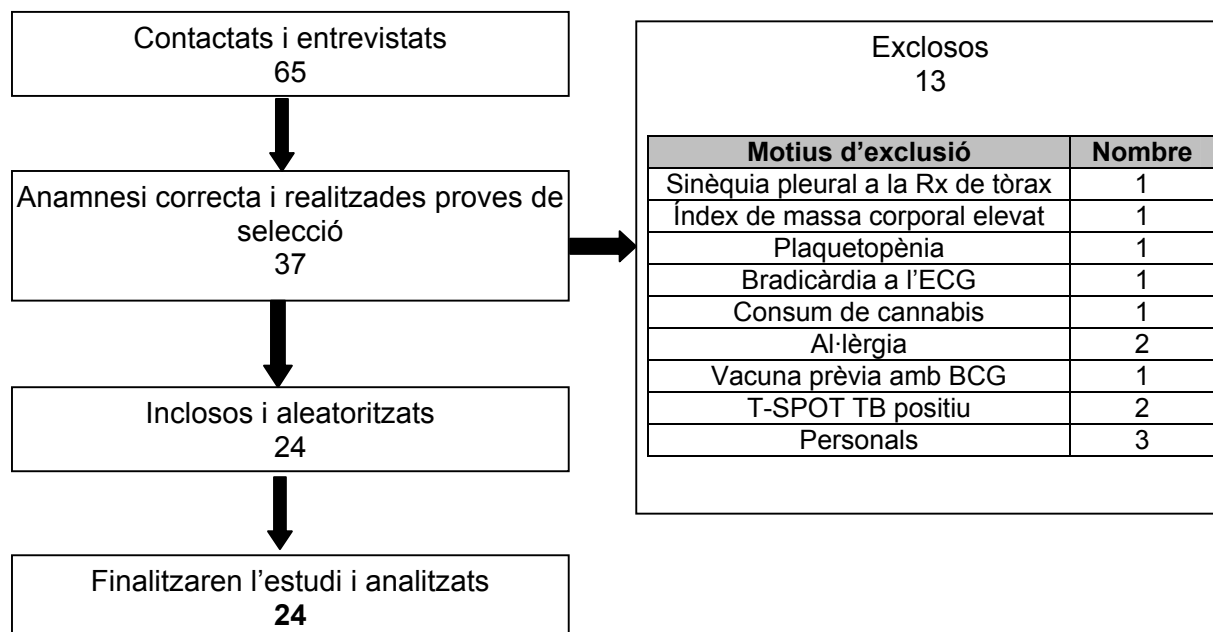 Contactats i entrevistats
65
Anamnesi correcta i realitzades proves de
selecció
37
Inclosos i aleatoritzats
24
Finalitzaren l’estudi i analitzats
24
Exclosos
13
Motius d’exclusió Nombre
Sinèquia pleural a la Rx de tòrax 1
Índex de massa corporal elevat 1
Plaquetopènia 1
Bradicàrdia a l’ECG 1
Consum de cannabis 1
Al·lèrgia 2
Vacuna prèvia amb BCG 1
T-SPOT TB positiu 2
Personals 3